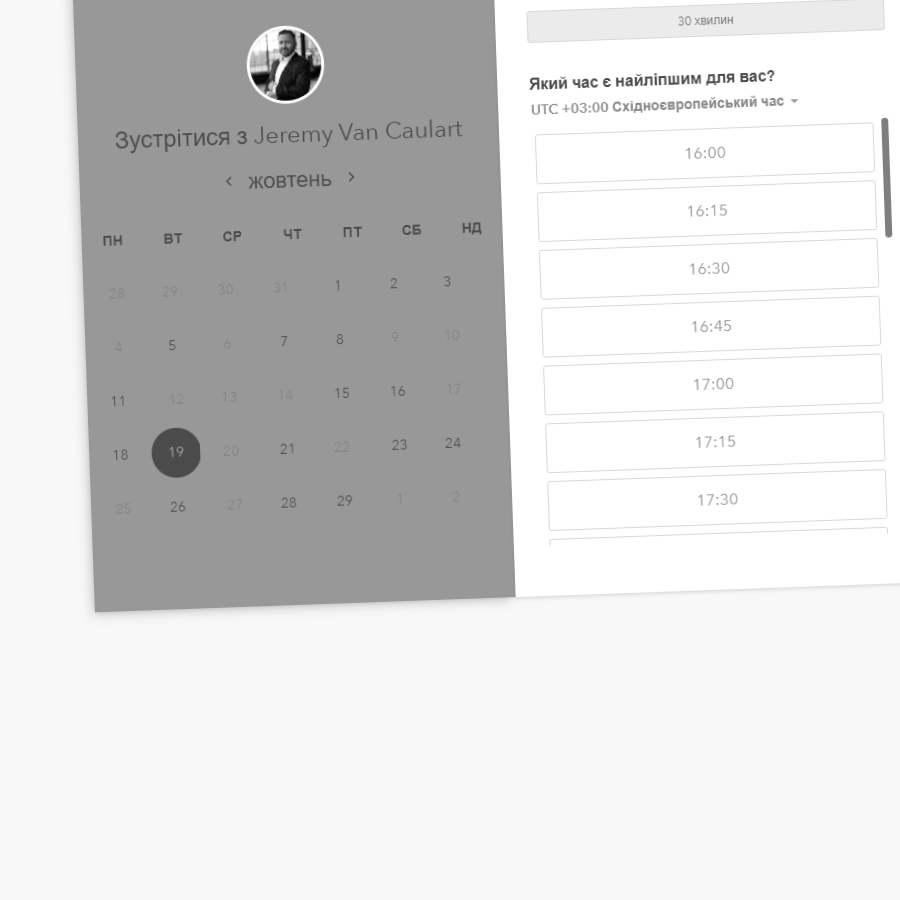 Зустрітися з Jeremy Van Caulart
‹ жовтень ›
ПН ВТ СР ЧТ ПТ СБ НД
28 29 30 31 1 2 3
4 5 6 7 8 9 10
11 12 13 14 15 16 17
18 19 20 21 22 23 24
25 26 27 28 29 1 2
30 хвилин
Який час є найліпшим для вас?
UTC +03:00 Східноєвропейський час
16:00
16:15
16:30
16:45
17:00
17:15
17:30